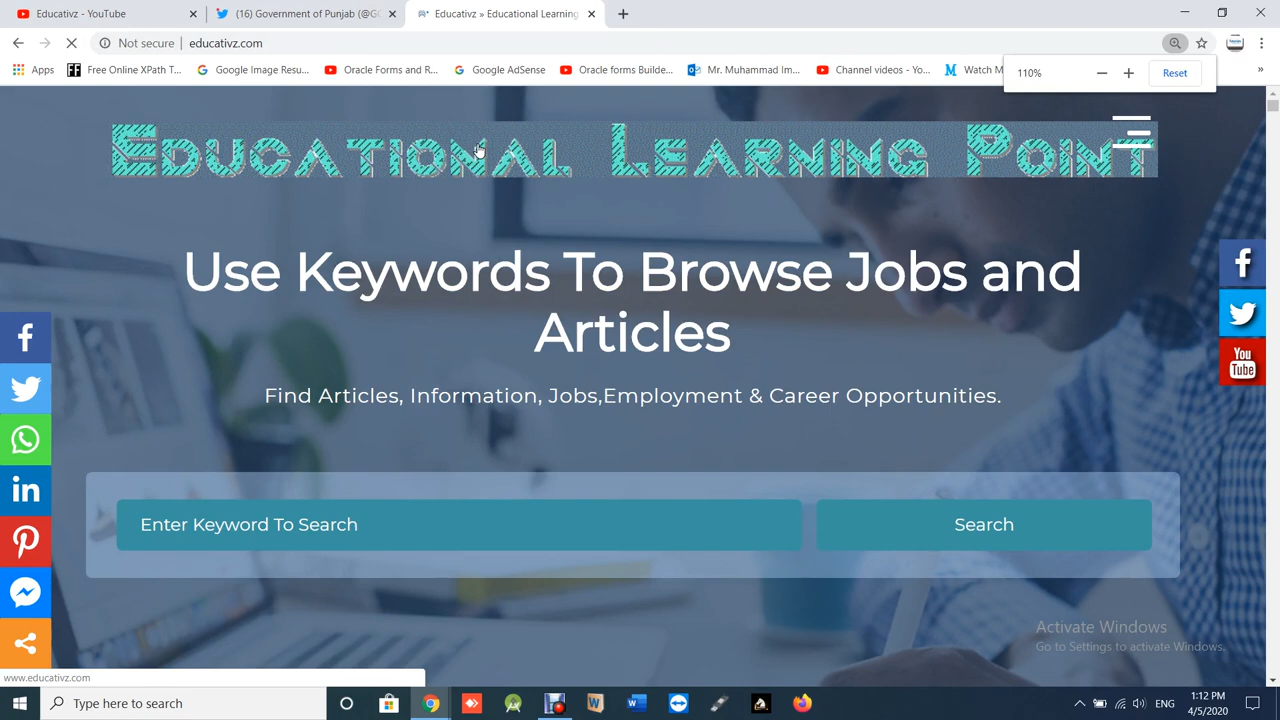 Educativz - YouTube
(16) Government of Punjab (@G
Educativz » Educational Learning
Not secure
educativz.com
Apps
Free Online XPath T...
Google Image Resu...
Oracle Forms and R...
Google AdSense
Oracle forms Builde...
Mr. Muhammad Im...
Channel videos - Yo...
Watch M
»
110%
Reset
Educational Learning Point
Use Keywords To Browse Jobs and
Articles
Find Articles, Information, Jobs,Employment & Career Opportunities.
Enter Keyword To Search
Search
You
Tube
Activate Windows
Go to Settings to activate Windows.
www.educativz.com
Type here to search
ENG
1:12 PM
4/5/2020